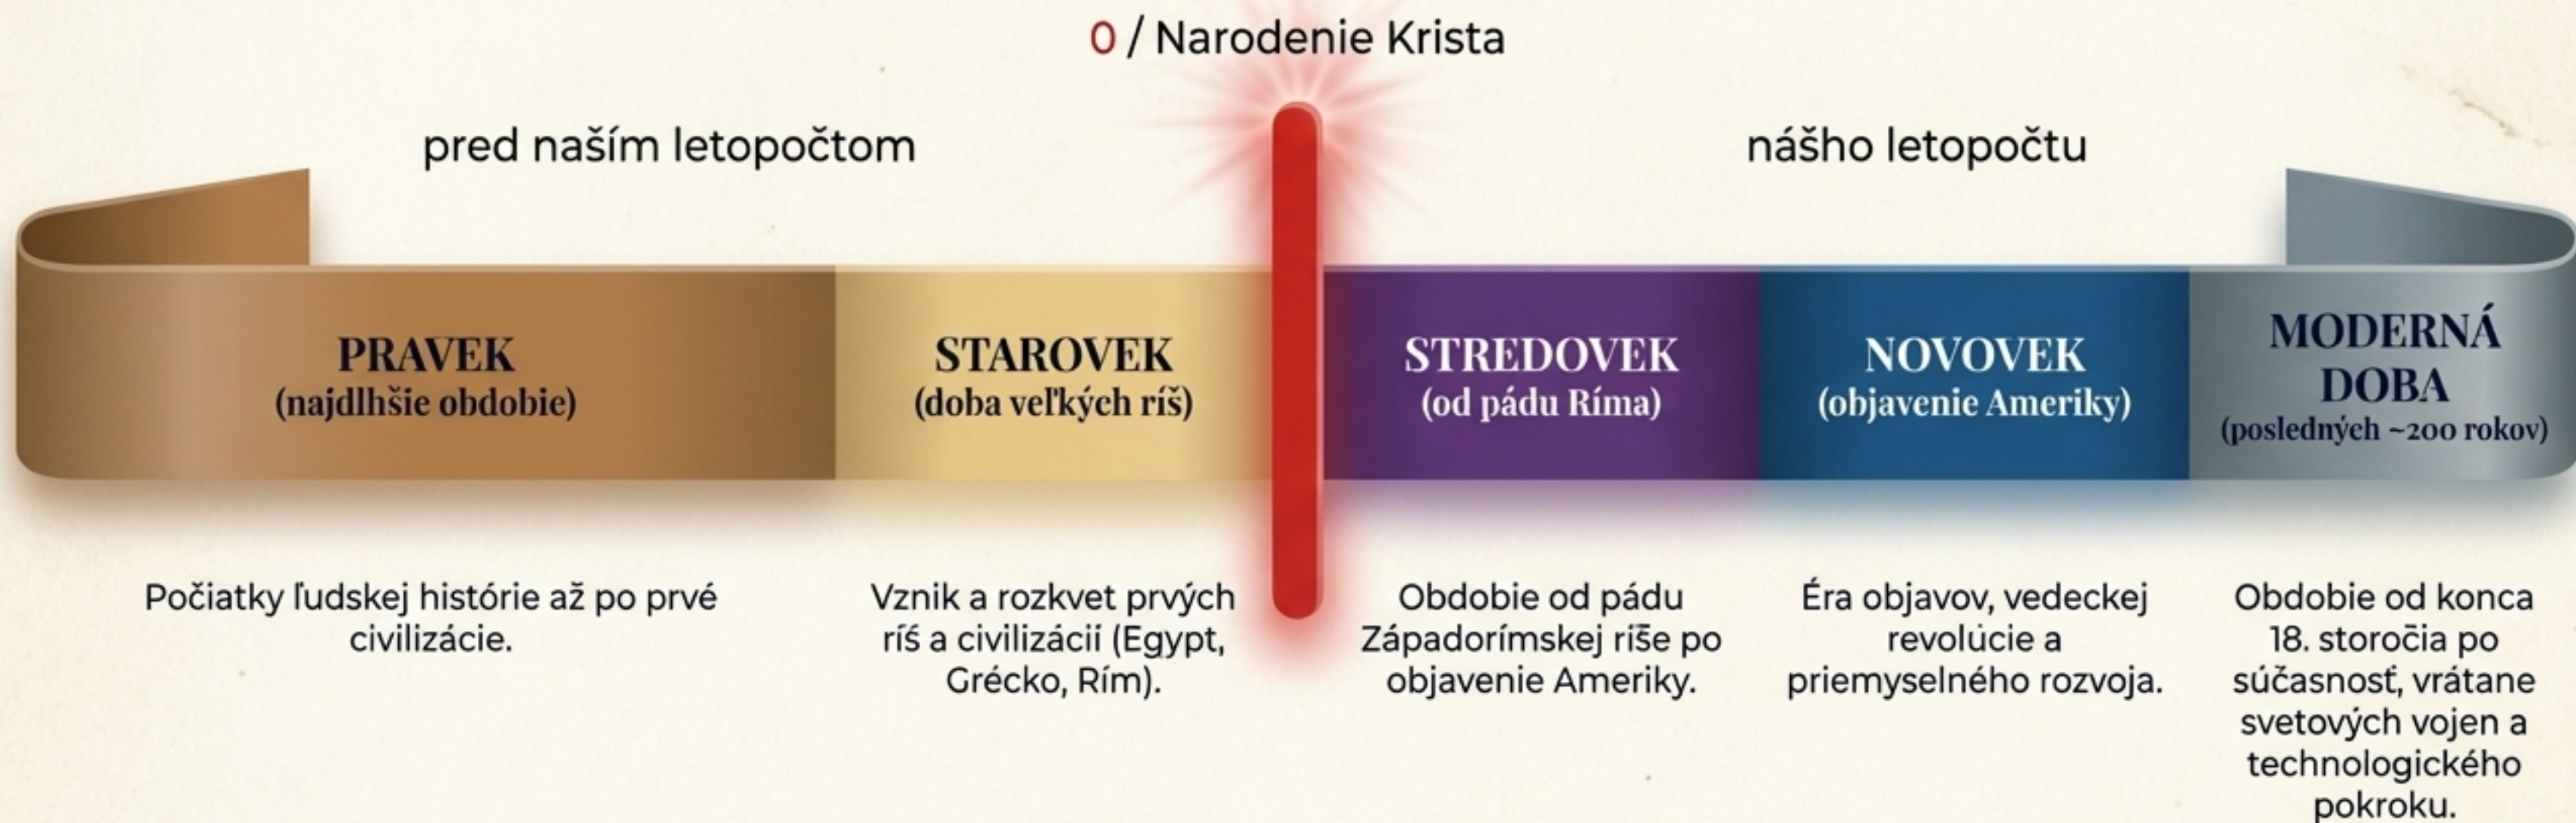 0 / Narodenie Krista
pred naším letopočtom
nášho letopočtu
PRAVEK
(najdlhšie obdobie)
STAROVEK
(doba veľkých ríš)
STREDOVEK
(od pádu Ríma)
NOVOVEK
(objavenie Ameriky)
MODERNÁ
DOBA
(posledných ~200 rokov)
Počiatky ľudskej histórie až po prvé
civilizácie.
Vznik a rozkvet prvých
ríš a civilizácií (Egypt,
Grécko, Rím).
Obdobie od pádu
Západorímskej ríše po
objavenie Ameriky.
Éra objavov, vedeckej
revolúcie a
priemyselného rozvoja.
Obdobie od konca
18. storočia po
súčasnosť, vrátane
svetových vojen a
technologického
pokroku.